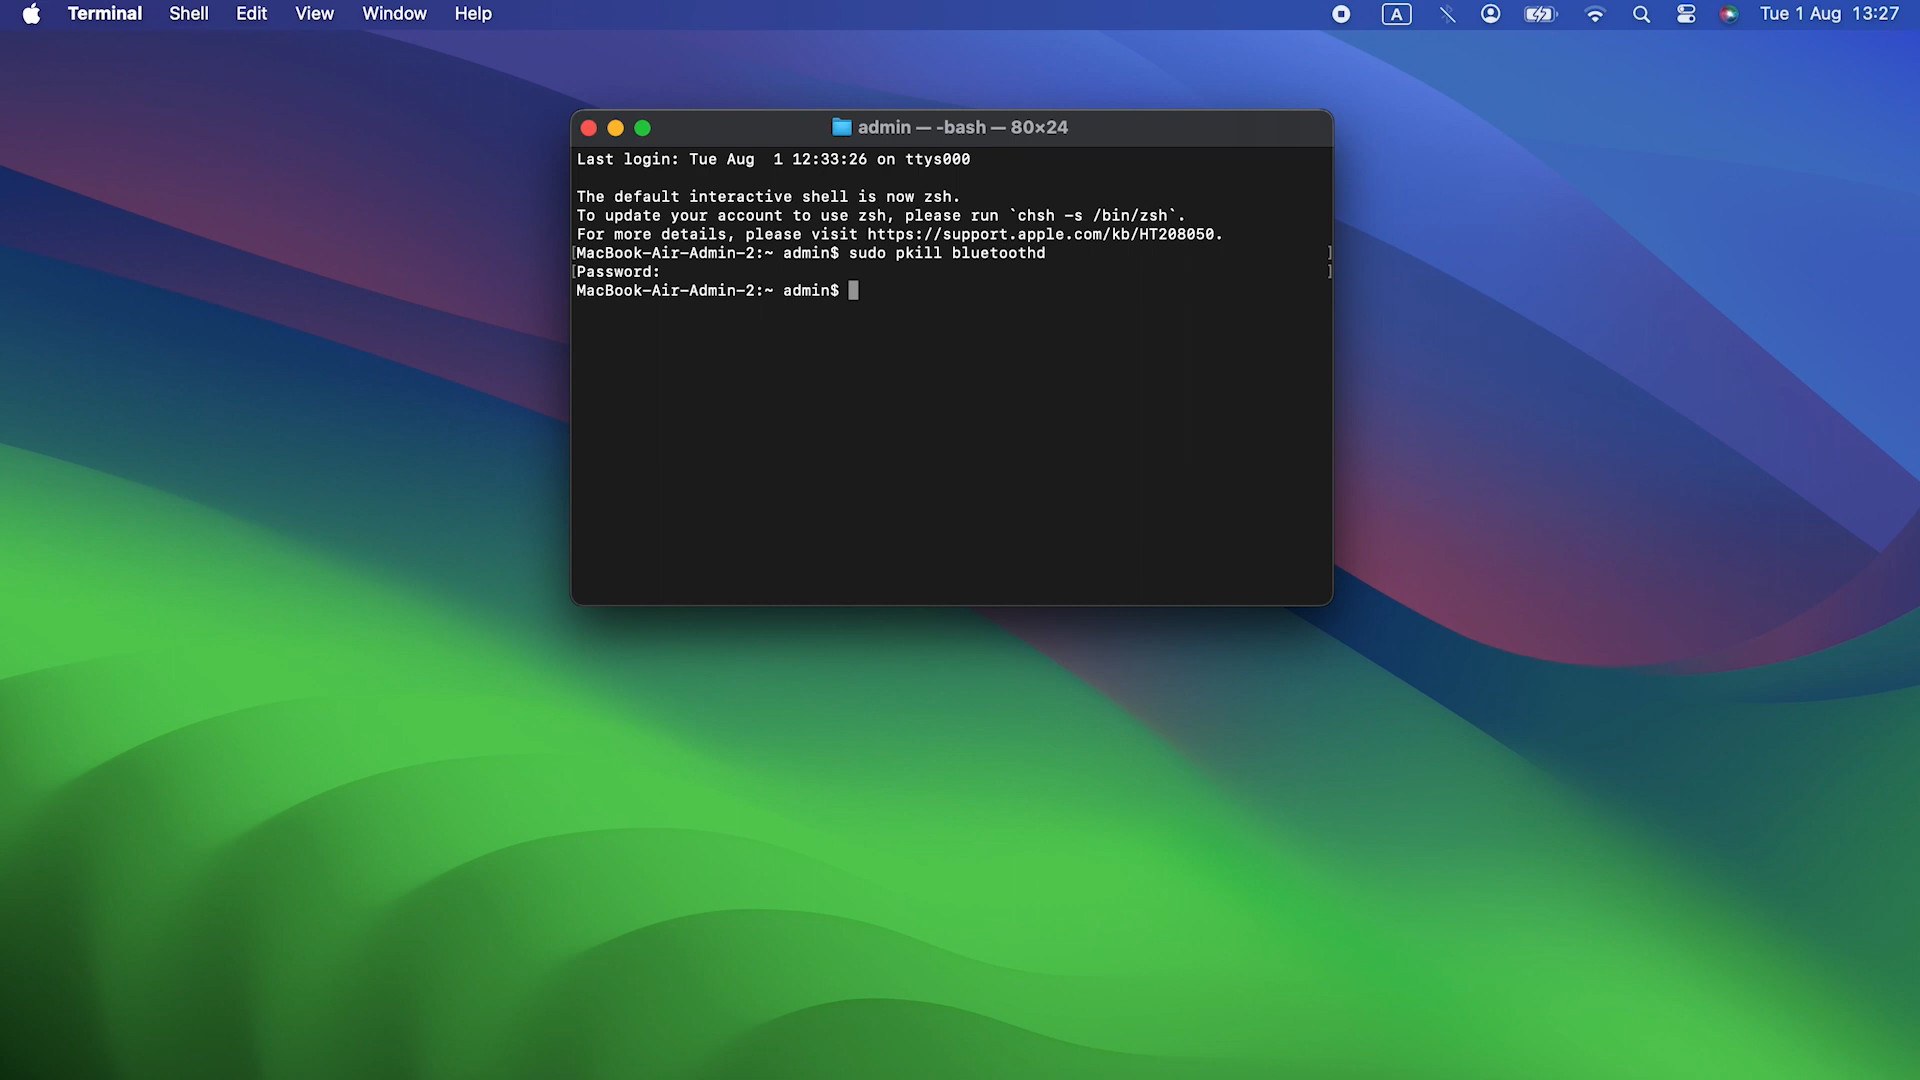 Terminal Shell Edit View Window Help A Tue 1 Aug 13:27
admin — -bash — 80×24
Last login: Tue Aug  1 12:33:26 on ttys000
The default interactive shell is now zsh.
To update your account to use zsh, please run `chsh -s /bin/zsh`.
For more details, please visit https://support.apple.com/kb/HT208050.
[MacBook-Air-Admin-2:~ admin$ sudo pkill bluetoothd ]
[Password: ]
MacBook-Air-Admin-2:~ admin$